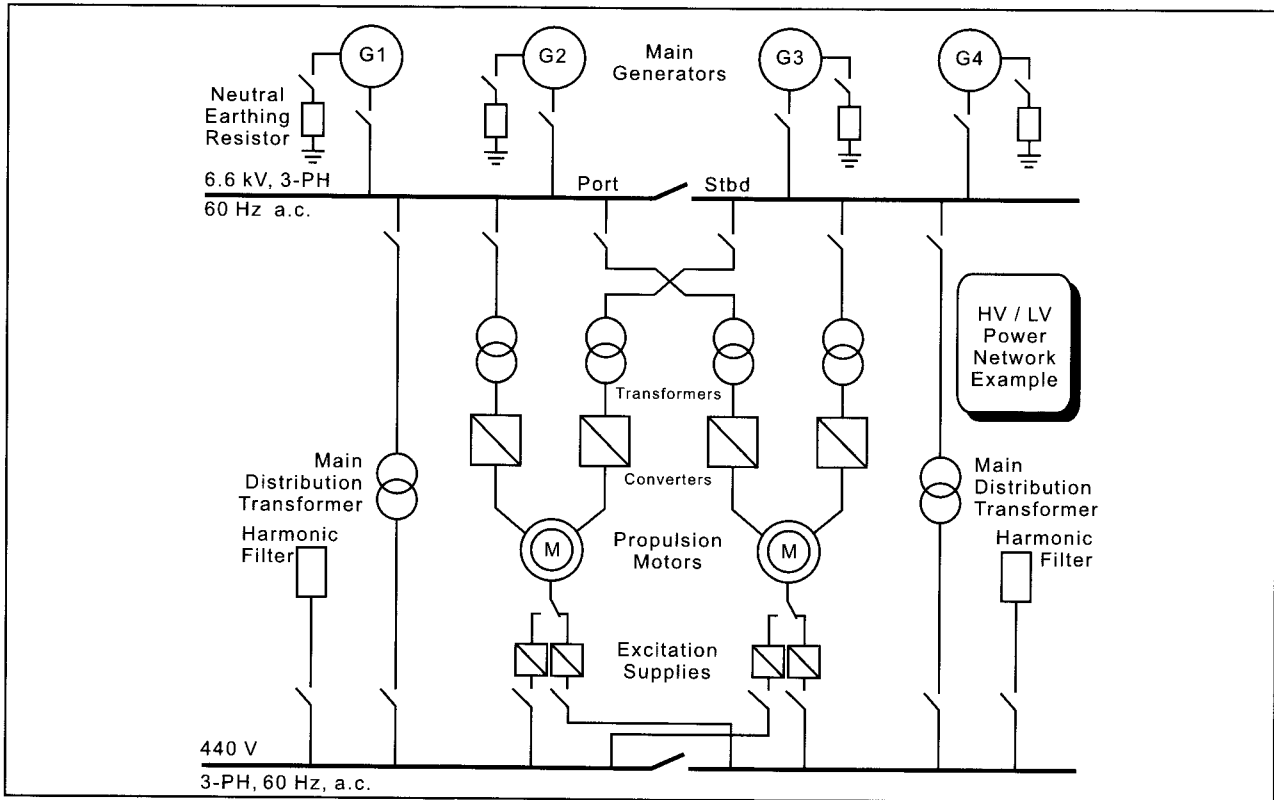 G1
G2
Main
Generators
G3
G4
Neutral
Earthing
Resistor
6.6 kV, 3-PH
60 Hz a.c.
Port
Stbd
HV / LV
Power
Network
Example
Transformers
Converters
Main
Distribution
Transformer
Main
Distribution
Transformer
Harmonic
Filter
M
Propulsion
Motors
M
Harmonic
Filter
Excitation
Supplies
440 V
3-PH, 60 Hz, a.c.